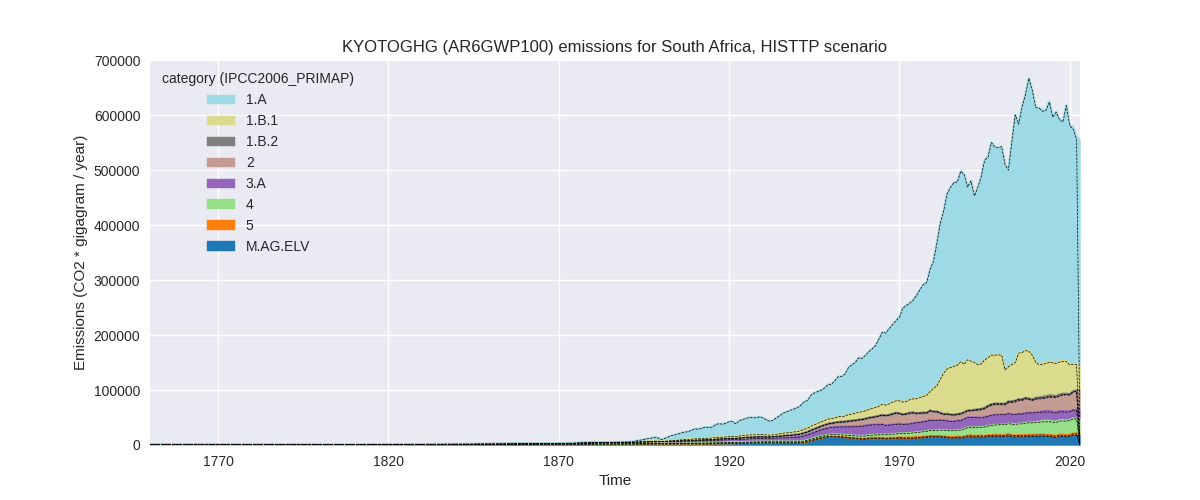 KYOTOGHG (AR6GWP100) emissions for South Africa, HISTTP scenario
700000
600000
500000
400000
300000
200000
100000
0
Emissions (CO2 * gigagram / year)
category (IPCC2006_PRIMAP)
1.A
1.B.1
1.B.2
2
3.A
4
5
M.AG.ELV
1770
1820
1870
1920
1970
2020
Time